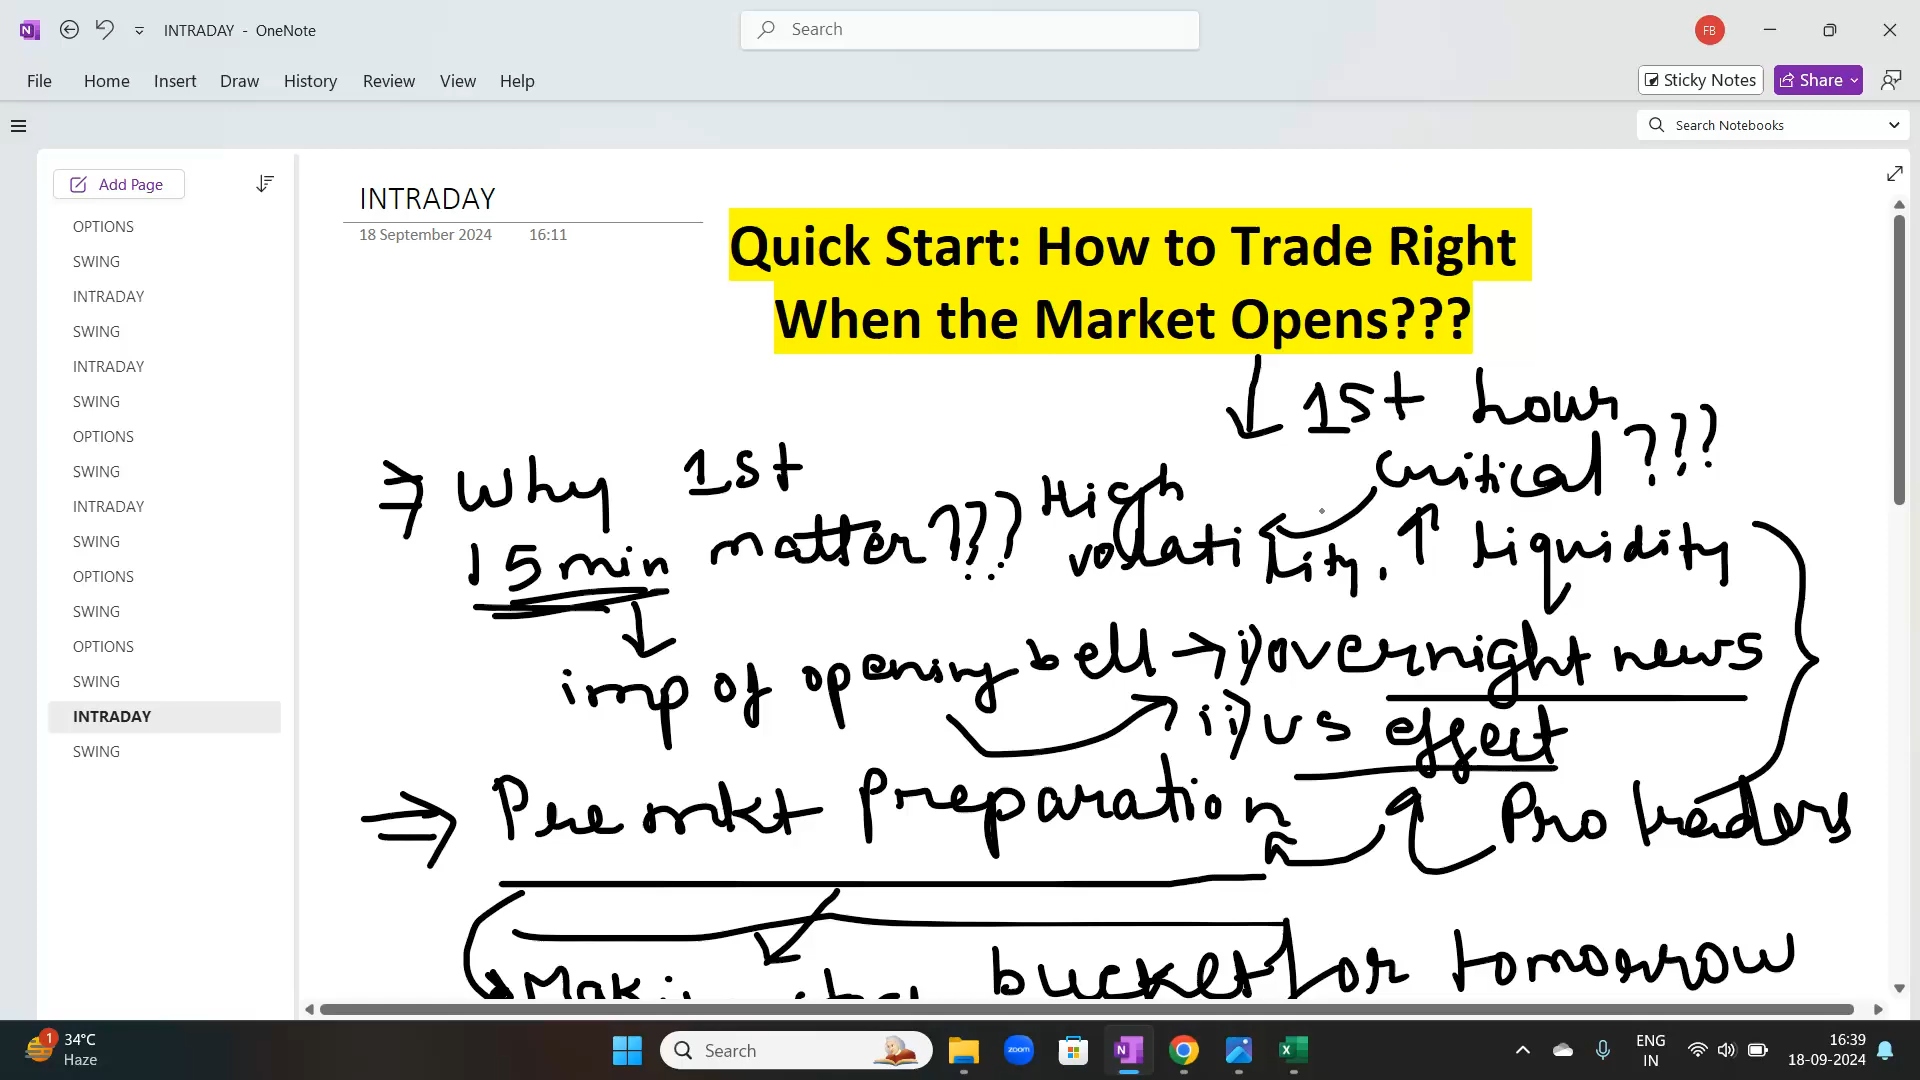 INTRADAY - OneNote
Search
FB
File Home Insert Draw History Review View Help
Sticky Notes Share
Search Notebooks
Add Page
OPTIONS
SWING
INTRADAY
SWING
INTRADAY
SWING
OPTIONS
SWING
INTRADAY
SWING
OPTIONS
SWING
OPTIONS
SWING
INTRADAY
SWING
INTRADAY
18 September 2024 16:11
Quick Start: How to Trade Right
When the Market Opens???
↓ 1st hour
critical???
⇒ Why 1st
15 min matter???
High
volatility, ↑ liquidity
imp of opening bell → i) overnight news
ii) US effect
⇒ Pre mkt preparation
Pro traders
bucket for tomorrow
1
34°C
Haze
Search
zoom
ENG
IN
16:39
18-09-2024